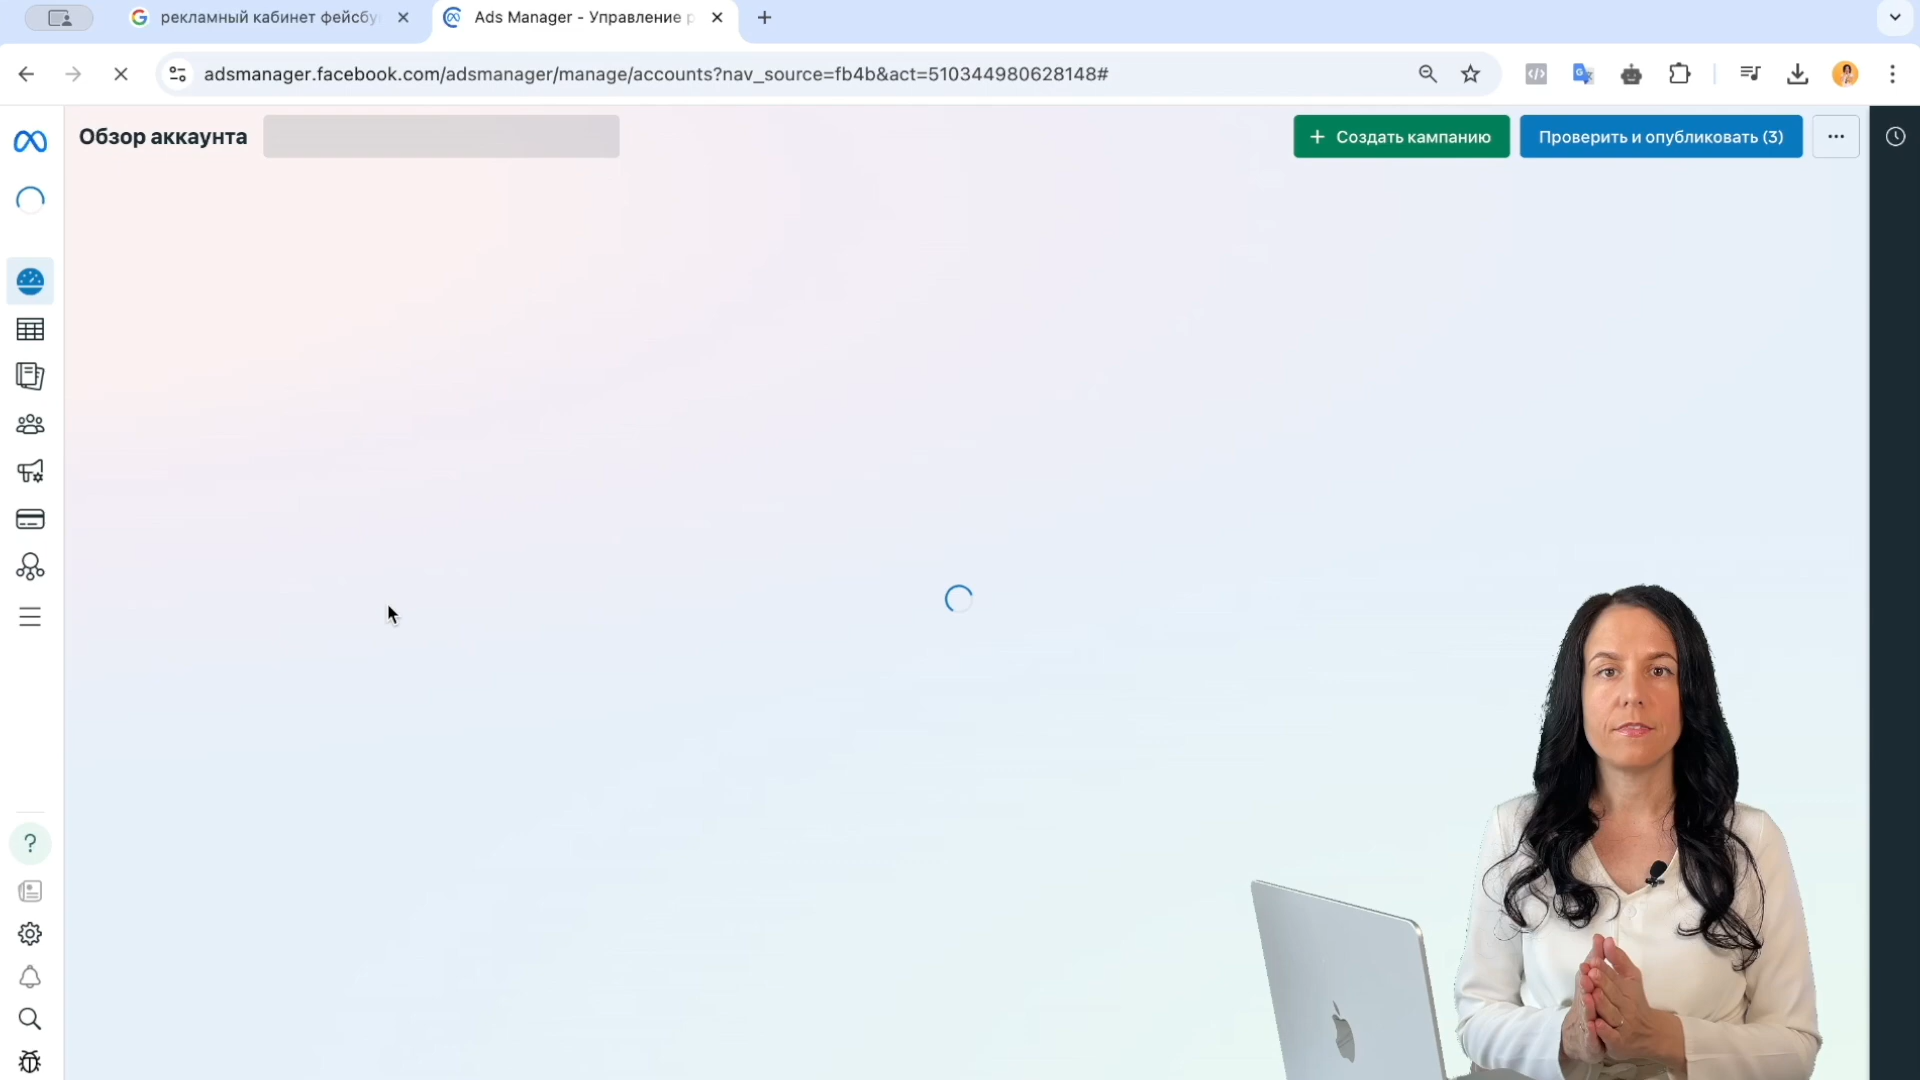 рекламный кабинет фейсбу
Ads Manager - Управление р
adsmanager.facebook.com/adsmanager/manage/accounts?nav_source=fb4b&act=510344980628148#
Обзор аккаунта
+ Создать кампанию
Проверить и опубликовать (3)